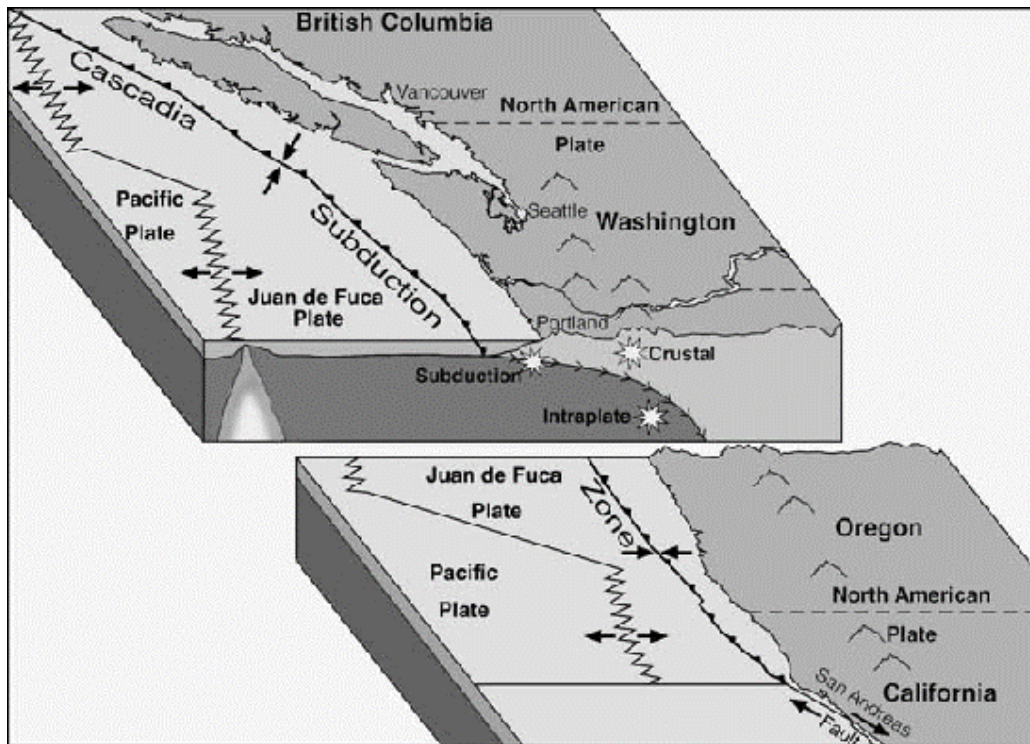 British Columbia
Vancouver
North American
Plate
Cascadia
Subduction
Seattle
Washington
Pacific
Plate
Juan de Fuca
Plate
Portland
Crustal
Subduction
Intraplate
Juan de Fuca
Plate
Zone
Oregon
Pacific
Plate
North American
Plate
California
San Andreas
Fault